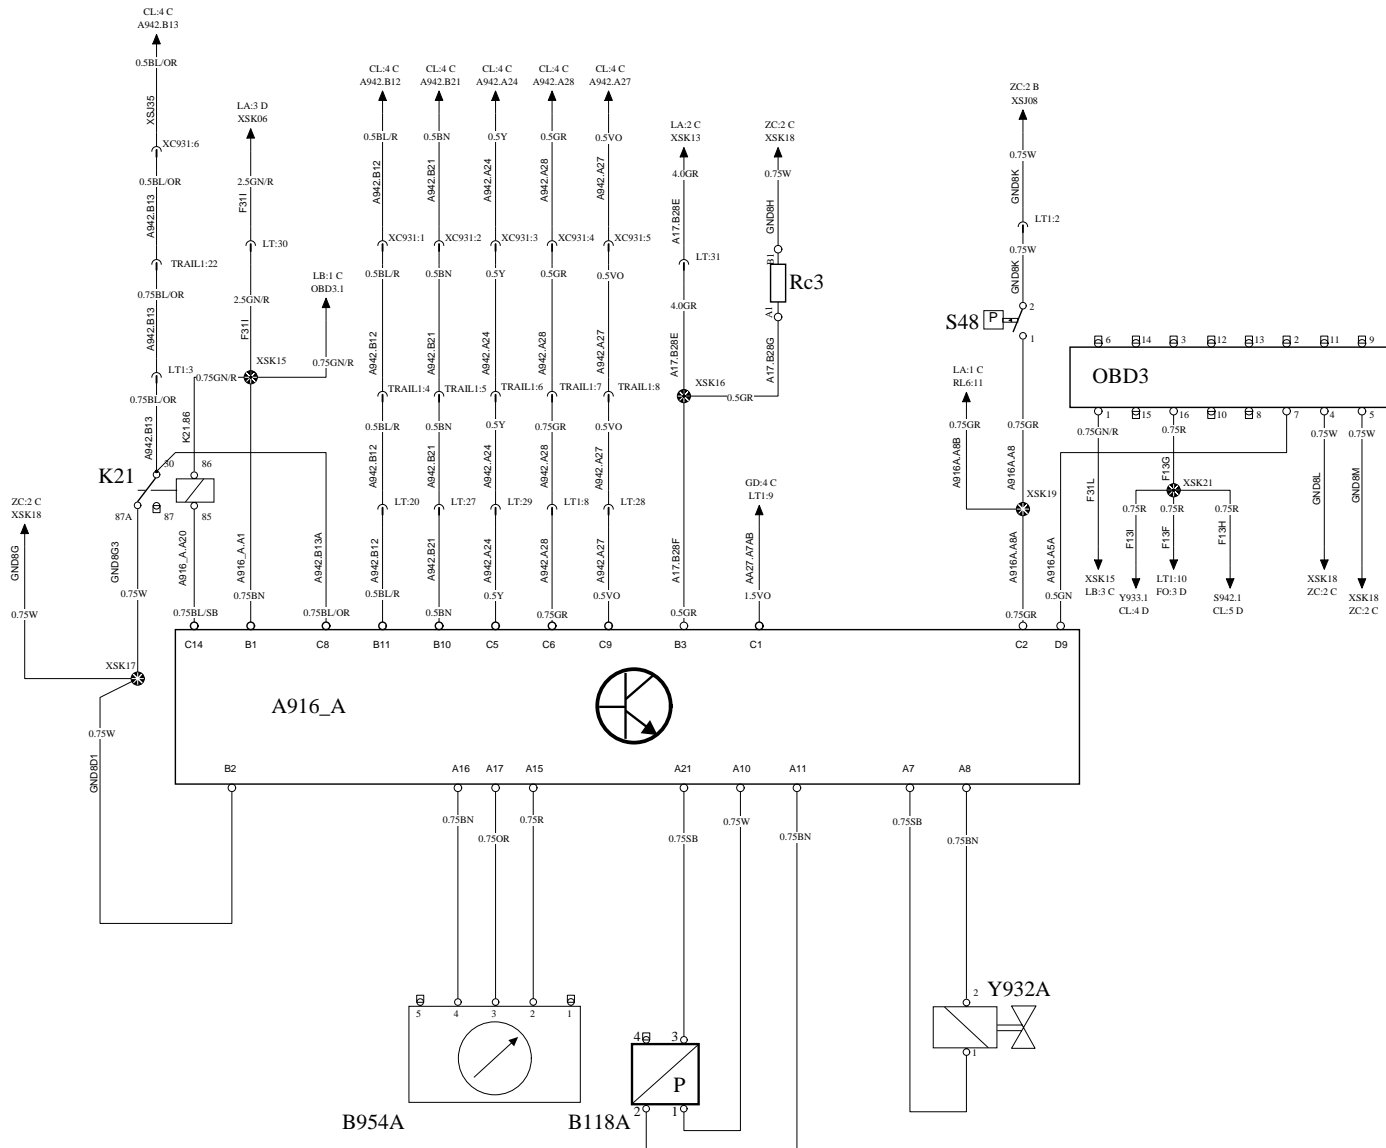 CL:4 C
A942.B13
0.5BL/OR
XSJ35
XC931:6
0.5BL/OR
A942.B13
TRAIL1:22
0.75BL/OR
A942.B13
LT1:3
0.75BL/OR
A942.B13
LA:3 D
XSK06
2.5GN/R
F31I
LT:30
2.5GN/R
F31I
LB:1 C
OBD3.1
XSK15
0.75GN/R
0.75GN/R
K21.86
K21
30
86
87A
87
85
ZC:2 C
XSK18
GND8G
0.75W
GND8G3
0.75W
A916_A.A20
0.75BL/SB
A916_A.A1
0.75BN
A942.B13A
0.75BL/OR
XSK17
0.75W
GND8D1
CL:4 C
A942.B12
CL:4 C
A942.B21
CL:4 C
A942.A24
CL:4 C
A942.A28
CL:4 C
A942.A27
0.5BL/R
0.5BN
0.5Y
0.5GR
0.5VO
A942.B12
A942.B21
A942.A24
A942.A28
A942.A27
XC931:1
XC931:2
XC931:3
XC931:4
XC931:5
0.5BL/R
0.5BN
0.5Y
0.5GR
0.5VO
A942.B12
A942.B21
A942.A24
A942.A28
A942.A27
TRAIL1:4
TRAIL1:5
TRAIL1:6
TRAIL1:7
TRAIL1:8
0.5BL/R
0.5BN
0.5Y
0.75GR
0.5VO
A942.B12
A942.B21
A942.A24
A942.A28
A942.A27
LT:20
LT:27
LT:29
LT1:8
LT:28
A942.B12
A942.B21
A942.A24
A942.A28
A942.A27
0.5BL/R
0.5BN
0.5Y
0.75GR
0.5VO
LA:2 C
XSK13
4.0GR
A17.B28E
LT:31
4.0GR
A17.B28E
XSK16
0.5GR
A17.B28F
0.5GR
ZC:2 C
XSK18
0.75W
GND8H
B1
Rc3
A1
A17.B28G
GD:4 C
LT1:9
AA27.A7AB
1.5VO
ZC:2 B
XSJ08
0.75W
GND8K
LT1:2
0.75W
GND8K
S48
P
2
1
LA:1 C
RL6:11
0.75GR
A916A.A8B
0.75GR
A916A.A8
XSK19
A916A.A8A
0.75GR
A916A.A5A
0.5GN
6
14
3
12
13
2
11
9
OBD3
1
15
16
10
8
7
4
5
0.75GN/R
F31L
XSK15
LB:3 C
0.75R
F13G
XSK21
0.75R
F13I
Y933.1
CL:4 D
0.75R
F13F
LT1:10
FO:3 D
0.75R
F13H
S942.1
CL:5 D
0.75W
GND8L
XSK18
ZC:2 C
0.75W
GND8M
XSK18
ZC:2 C
C14
B1
C8
B11
B10
C5
C6
C9
B3
C1
C2
D9
A916_A
B2
A16
A17
A15
A21
A10
A11
A7
A8
0.75BN
0.75OR
0.75R
0.75SB
0.75W
0.75BN
0.75SB
0.75BN
5
4
3
2
1
B954A
4
3
P
2
1
B118A
2
Y932A
1